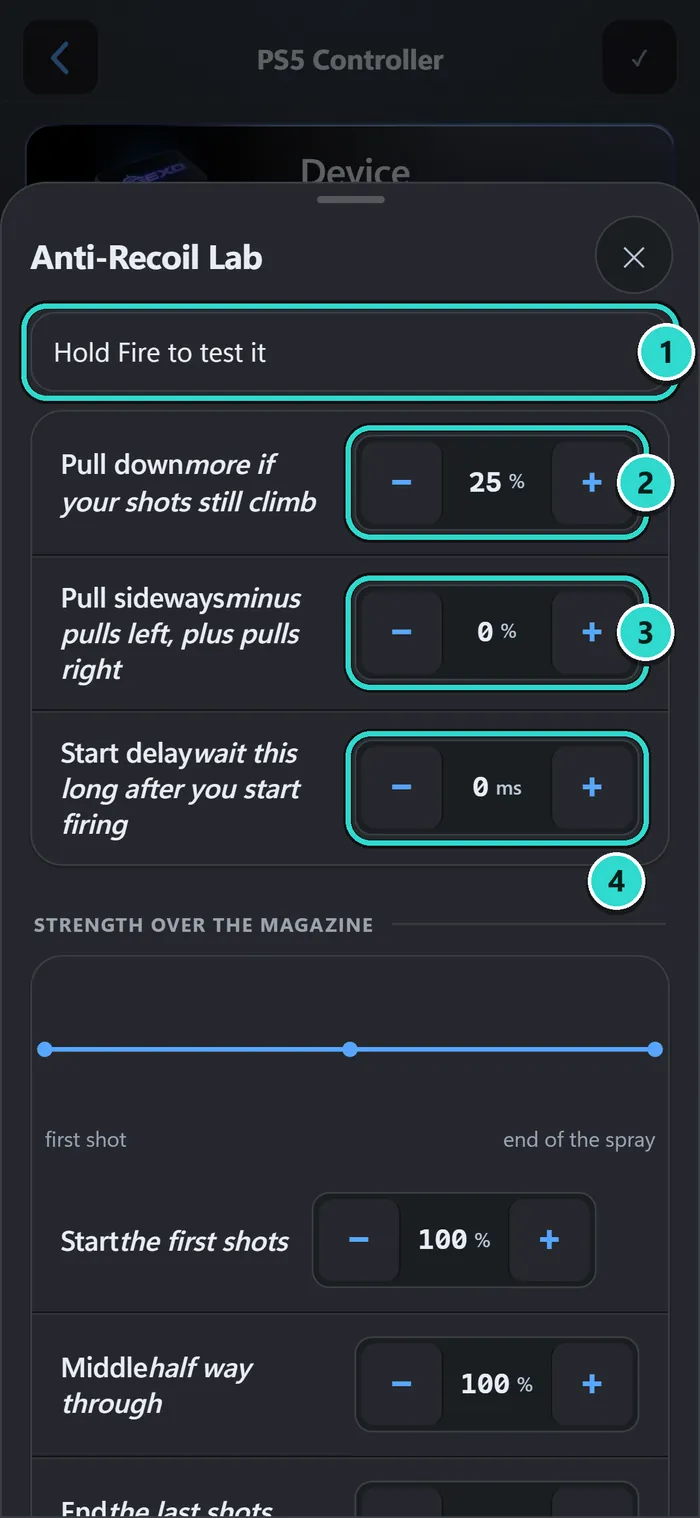 PS5 Controller
✓
EXO
Device
Anti-Recoil Lab
Hold Fire to test it
1
Pull downmore if
your shots still climb
− 25 % +
2
Pull sidewaysminus
pulls left, plus pulls
right
− 0 % +
3
Start delaywait this
long after you start
firing
− 0 ms +
4
STRENGTH OVER THE MAGAZINE
first shot
end of the spray
Startthe first shots
− 100 % +
Middlehalf way
through
− 100 % +
Endthe last shots